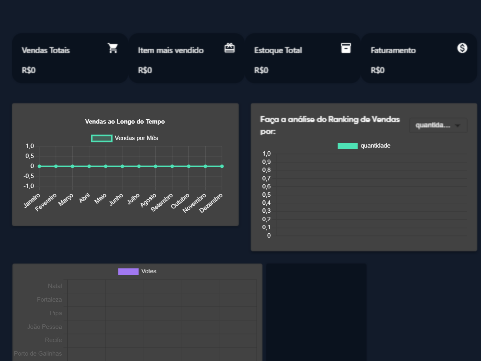 Vendas Totais
R$0
Item mais vendido
R$0
Estoque Total
R$0
Faturamento
R$0
Vendas ao Longo do Tempo
Vendas por Mês
1,0
0,5
0
-0,5
-1,0
Janeiro
Fevereiro
Março
Abril
Maio
Junho
Julho
Agosto
Setembro
Outubro
Novembro
Dezembro
Faça a análise do Ranking de Vendas
por:
quantida...
quantidade
1,0
0,9
0,8
0,7
0,6
0,5
0,4
0,3
0,2
0,1
0
Votes
Natal
Fortaleza
João Pessoa
Recife
Porto de Galinhas